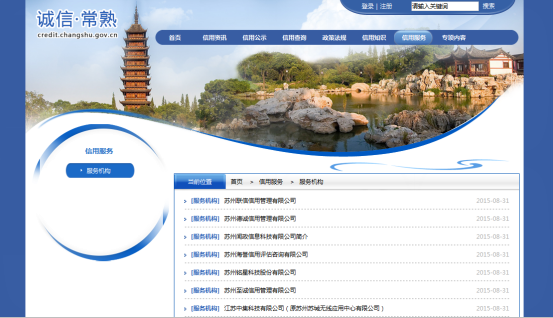 诚信·常熟
credit.changshu.gov.cn
登录 | 注册 请输入关键词 搜索
首页 信用资讯 信用公示 信用查询 政策法规 信用知识 信用服务 专项内容
信用服务
服务机构
当前位置 首页 > 信用服务 > 服务机构
[服务机构] 苏州联信信用管理有限公司 2015-08-31
[服务机构] 苏州德诚信用管理有限公司 2015-08-31
[服务机构] 苏州润政信息科技有限公司简介 2015-08-31
[服务机构] 苏州海誉信用评估咨询有限公司 2015-08-31
[服务机构] 苏州铭星科技股份有限公司 2015-08-31
[服务机构] 苏州至诚信用管理有限公司 2015-08-31
[服务机构] 江苏中集科技有限公司（原苏州苏城无线应用中心有限公司） 2015-08-31